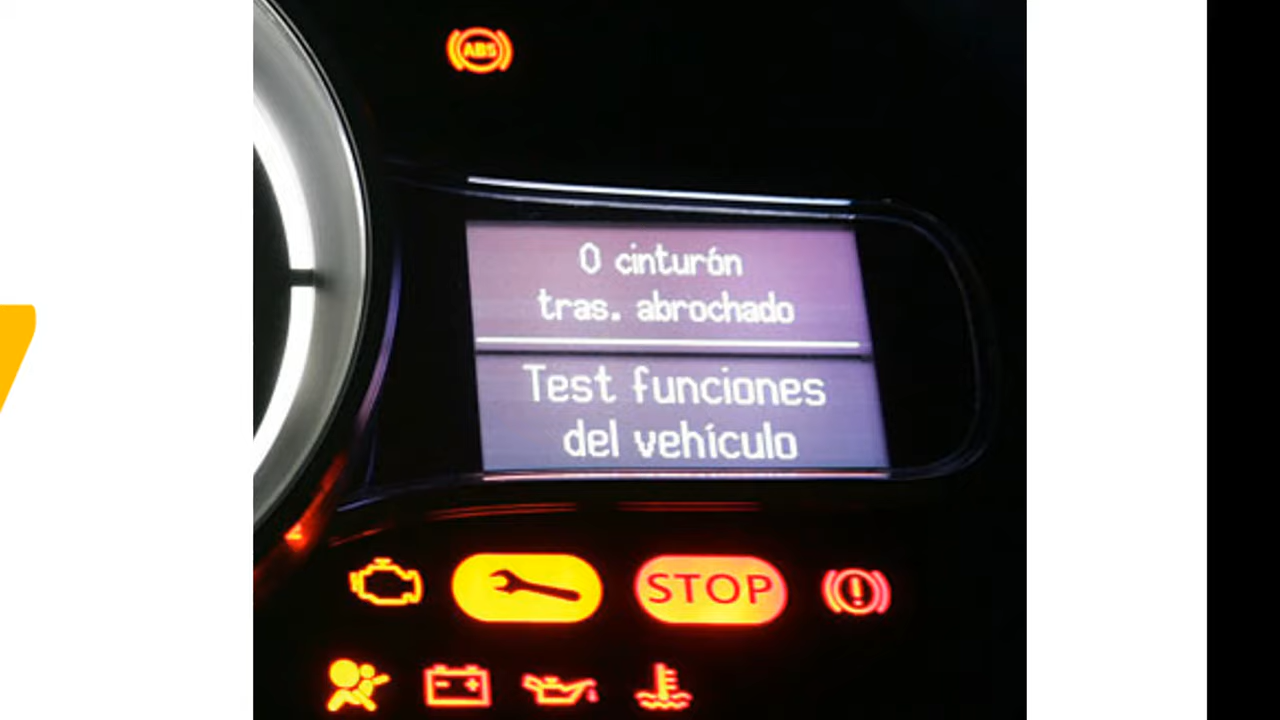 ABS
0 cinturón
tras. abrochado
Test funciones
del vehículo
STOP